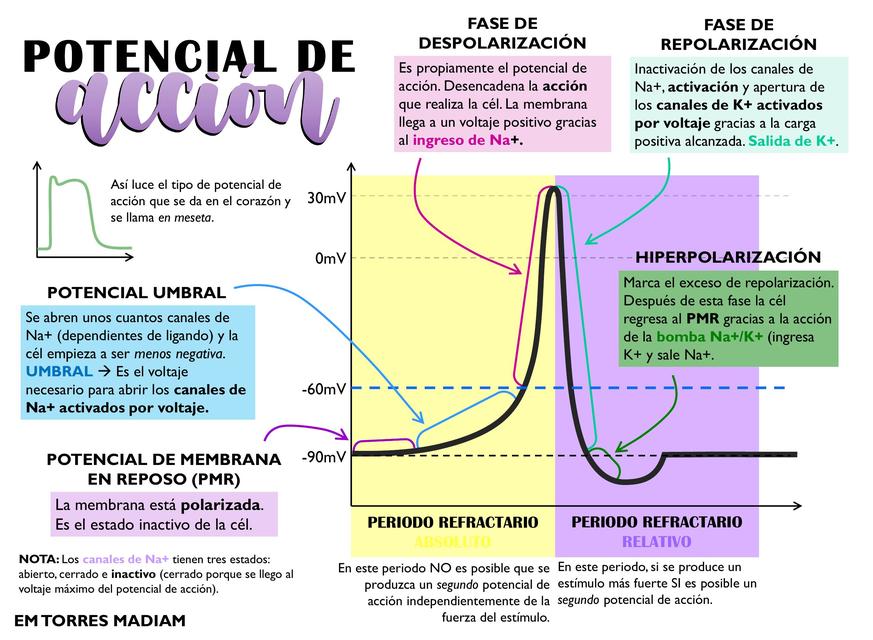 POTENCIAL DE
acción
FASE DE
DESPOLARIZACIÓN
Es propiamente el potencial de
acción. Desencadena la acción
que realiza la cél. La membrana
llega a un voltaje positivo gracias
al ingreso de Na+.
FASE DE
REPOLARIZACIÓN
Inactivación de los canales de
Na+, activación y apertura de
los canales de K+ activados
por voltaje gracias a la carga
positiva alcanzada. Salida de K+.
Así luce el tipo de potencial de
acción que se da en el corazón y
se llama en meseta.
30mV
0mV
-60mV
-90mV
HIPERPOLARIZACIÓN
Marca el exceso de repolarización.
Después de esta fase la cél
regresa al PMR gracias a la acción
de la bomba Na+/K+ (ingresa
K+ y sale Na+.
POTENCIAL UMBRAL
Se abren unos cuantos canales de
Na+ (dependientes de ligando) y la
cél empieza a ser menos negativa.
UMBRAL → Es el voltaje
necesario para abrir los canales de
Na+ activados por voltaje.
POTENCIAL DE MEMBRANA
EN REPOSO (PMR)
La membrana está polarizada.
Es el estado inactivo de la cél.
PERIODO REFRACTARIO
ABSOLUTO
En este periodo NO es posible que se
produzca un segundo potencial de
acción independientemente de la
fuerza del estímulo.
PERIODO REFRACTARIO
RELATIVO
En este periodo, si se produce un
estímulo más fuerte SI es posible un
segundo potencial de acción.
NOTA: Los canales de Na+ tienen tres estados:
abierto, cerrado e inactivo (cerrado porque se llego al
voltaje máximo del potencial de acción).
EM TORRES MADIAM